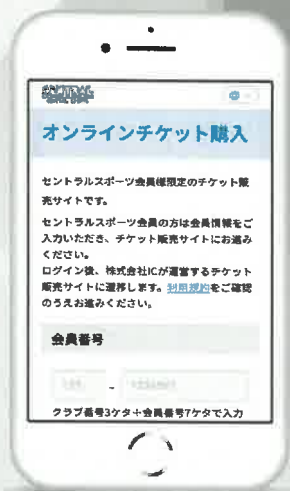 オンラインチケット購入
セントラルスポーツ会員様限定のチケット販
売サイトです。
セントラルスポーツ会員の方は会員情報をご
入力いただき、チケット販売サイトにお進み
ください。
ログイン後、株式会社ICが運営するチケット
販売サイトに遷移します。利用規約をご確認
のうえお進みください。
会員番号
-
クラブ番号3ケタ＋会員番号7ケタで入力